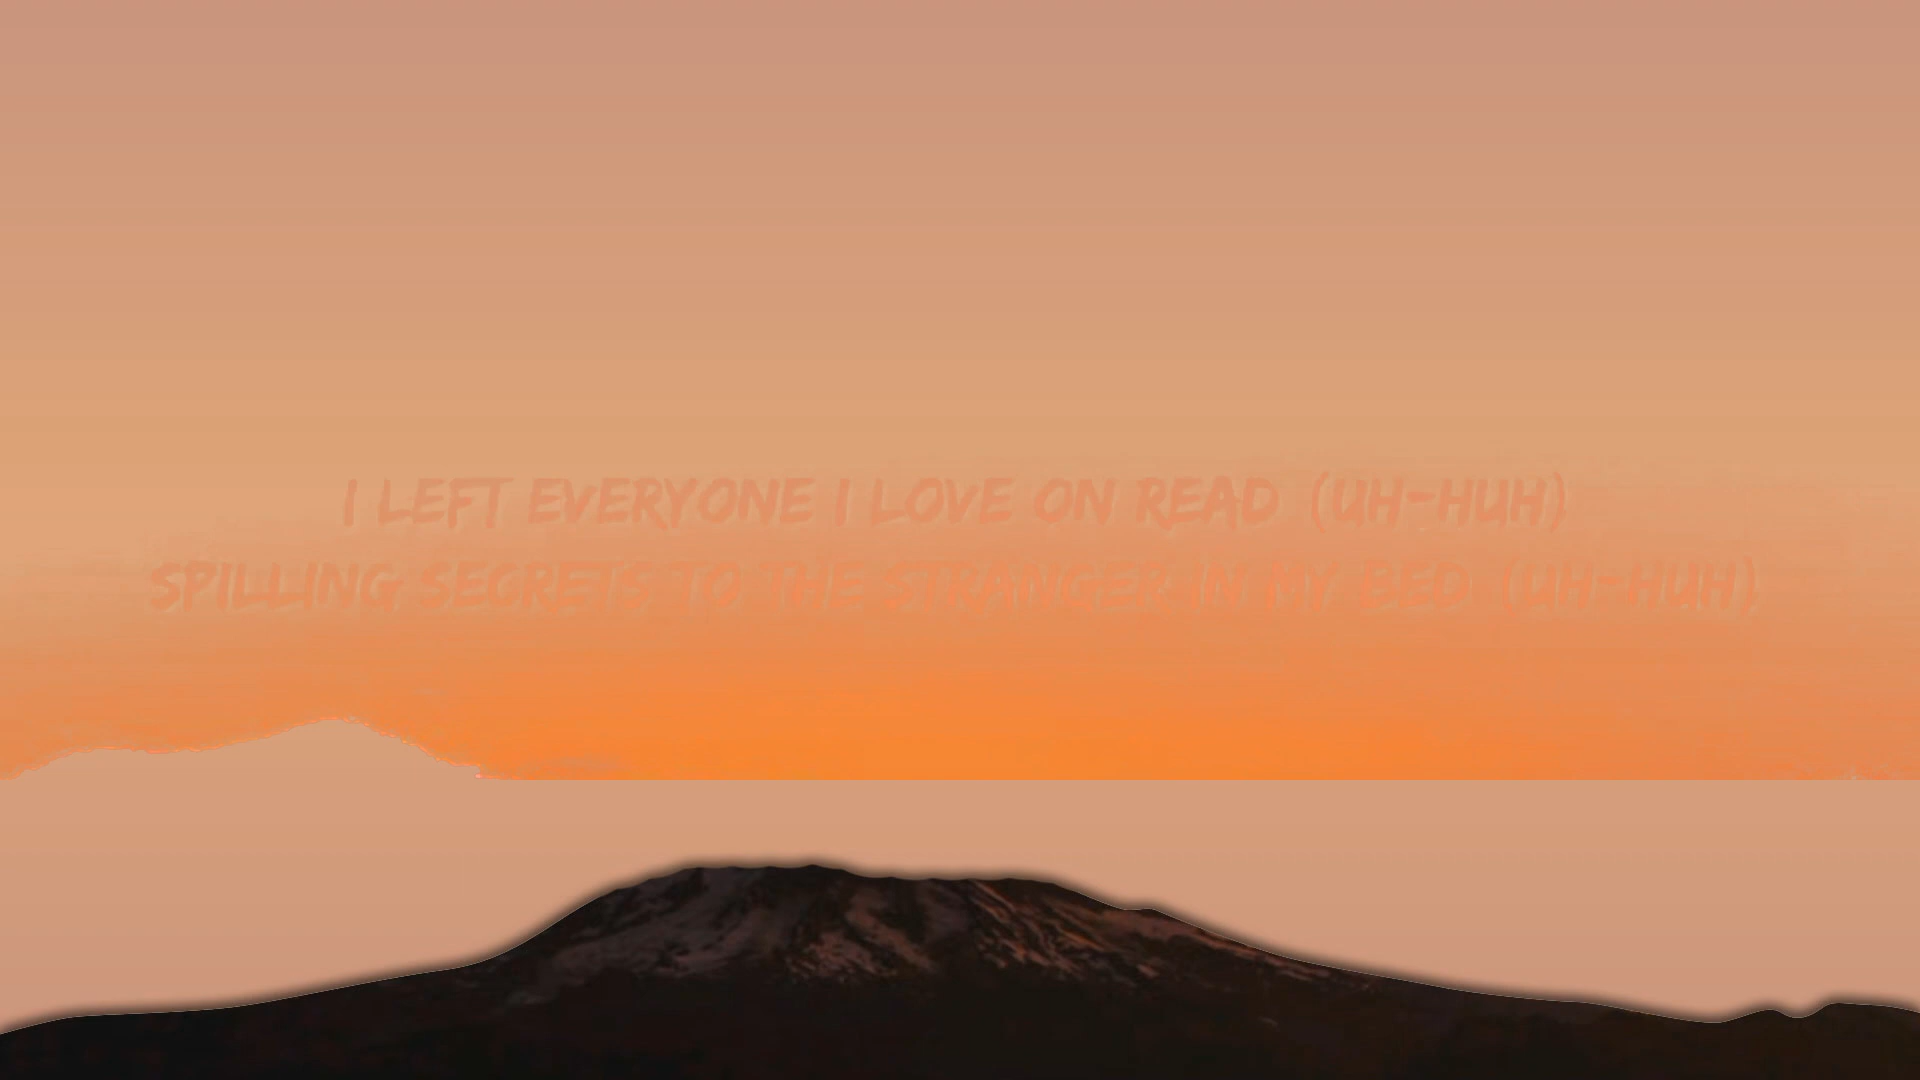 I LEFT EVERYONE I LOVE ON READ (UH-HUH)
SPILLING SECRETS TO THE STRANGER IN MY BED (UH-HUH)